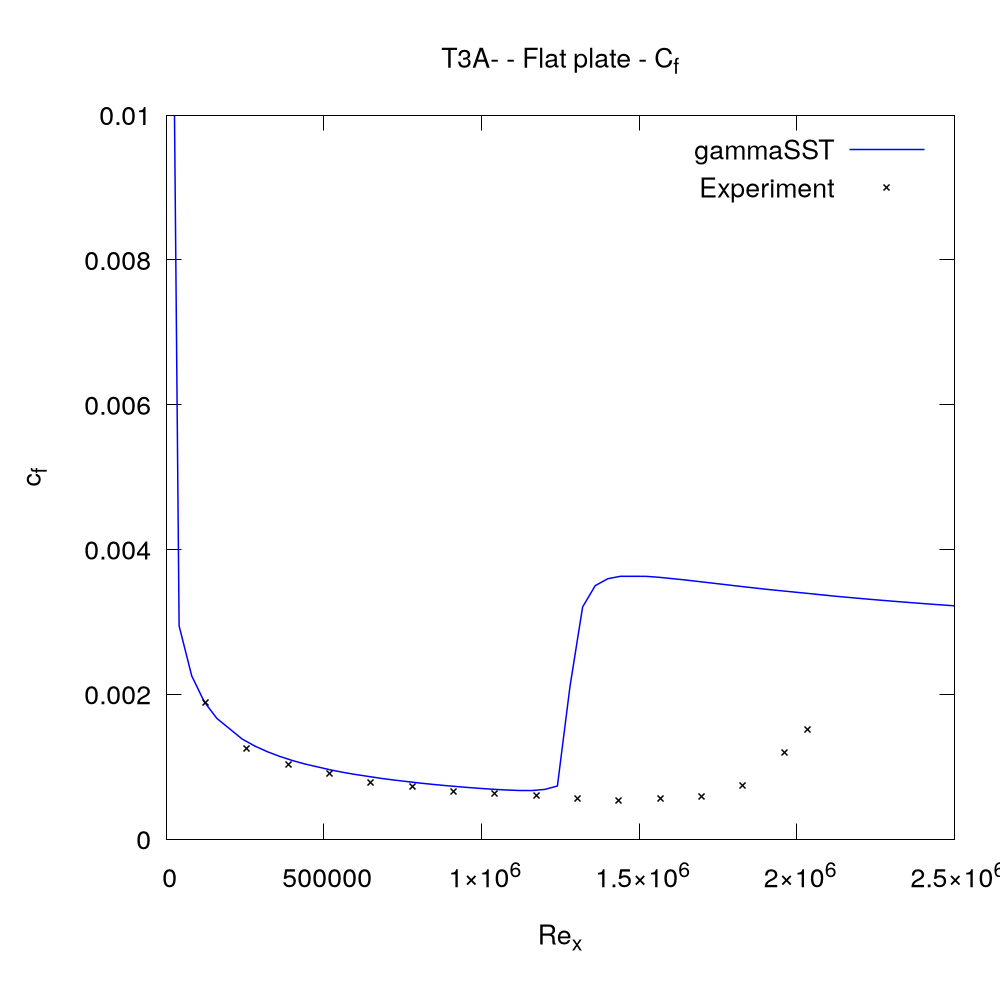 T3A- - Flat plate - C_f
0.01
gammaSST
Experiment
0.008
0.006
c_f
0.004
0.002
0
0 500000 1×10^6 1.5×10^6 2×10^6 2.5×10^6
Re_x